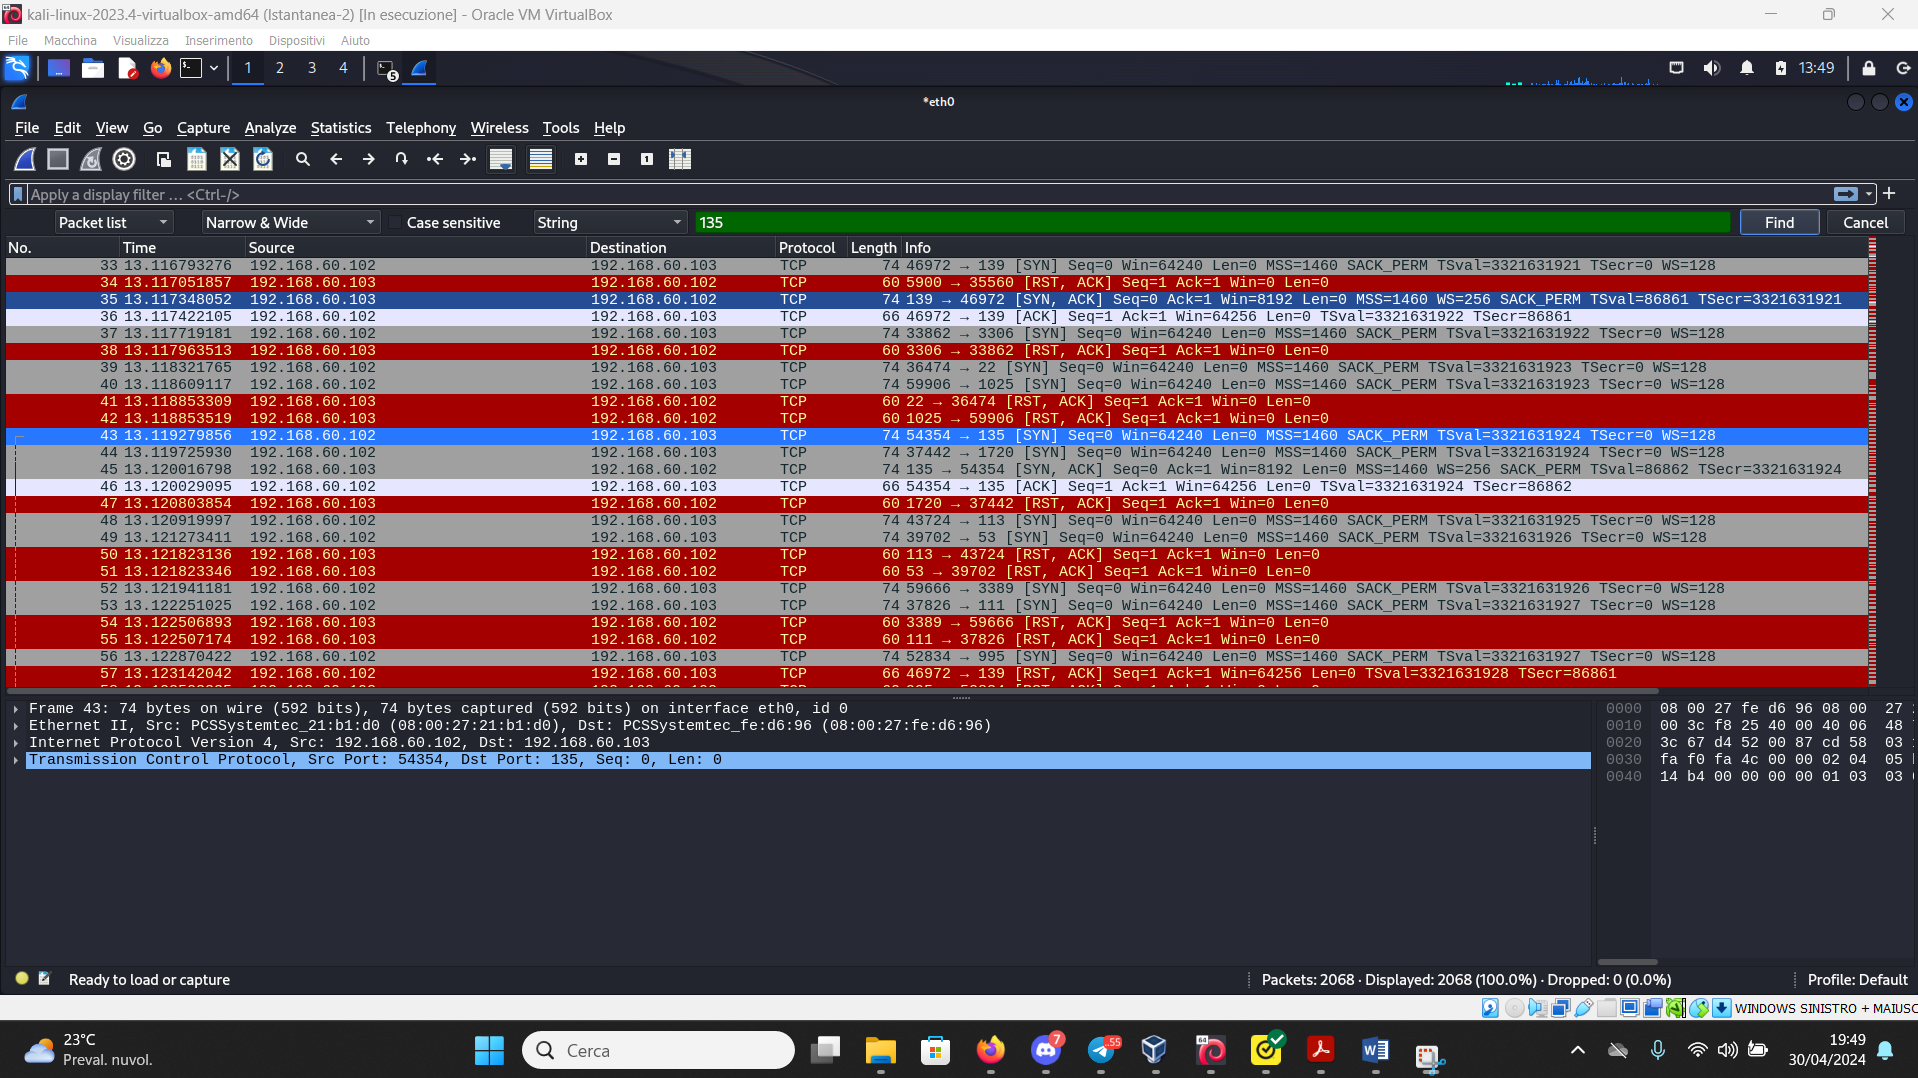 kali-linux-2023.4-virtualbox-amd64 (Istantanea-2) [In esecuzione] - Oracle VM VirtualBox
File Macchina Visualizza Inserimento Dispositivi Aiuto
1 2 3 4 5 13:49
*eth0
File Edit View Go Capture Analyze Statistics Telephony Wireless Tools Help
Apply a display filter … <Ctrl-/>
Packet list Narrow & Wide Case sensitive String 135 Find Cancel
No. Time Source Destination Protocol Length Info
33 13.116793276 192.168.60.102 192.168.60.103 TCP 74 46972 → 139 [SYN] Seq=0 Win=64240 Len=0 MSS=1460 SACK_PERM TSval=3321631921 TSecr=0 WS=128
34 13.117051857 192.168.60.103 192.168.60.102 TCP 60 5900 → 35560 [RST, ACK] Seq=1 Ack=1 Win=0 Len=0
35 13.117348052 192.168.60.103 192.168.60.102 TCP 74 139 → 46972 [SYN, ACK] Seq=0 Ack=1 Win=8192 Len=0 MSS=1460 WS=256 SACK_PERM TSval=86861 TSecr=3321631921
36 13.117422105 192.168.60.102 192.168.60.103 TCP 66 46972 → 139 [ACK] Seq=1 Ack=1 Win=64256 Len=0 TSval=3321631922 TSecr=86861
37 13.117719181 192.168.60.102 192.168.60.103 TCP 74 33862 → 3306 [SYN] Seq=0 Win=64240 Len=0 MSS=1460 SACK_PERM TSval=3321631922 TSecr=0 WS=128
38 13.117963513 192.168.60.103 192.168.60.102 TCP 60 3306 → 33862 [RST, ACK] Seq=1 Ack=1 Win=0 Len=0
39 13.118321765 192.168.60.102 192.168.60.103 TCP 74 36474 → 22 [SYN] Seq=0 Win=64240 Len=0 MSS=1460 SACK_PERM TSval=3321631923 TSecr=0 WS=128
40 13.118609117 192.168.60.102 192.168.60.103 TCP 74 59906 → 1025 [SYN] Seq=0 Win=64240 Len=0 MSS=1460 SACK_PERM TSval=3321631923 TSecr=0 WS=128
41 13.118853309 192.168.60.103 192.168.60.102 TCP 60 22 → 36474 [RST, ACK] Seq=1 Ack=1 Win=0 Len=0
42 13.118853519 192.168.60.103 192.168.60.102 TCP 60 1025 → 59906 [RST, ACK] Seq=1 Ack=1 Win=0 Len=0
43 13.119279856 192.168.60.102 192.168.60.103 TCP 74 54354 → 135 [SYN] Seq=0 Win=64240 Len=0 MSS=1460 SACK_PERM TSval=3321631924 TSecr=0 WS=128
44 13.119725930 192.168.60.102 192.168.60.103 TCP 74 37442 → 1720 [SYN] Seq=0 Win=64240 Len=0 MSS=1460 SACK_PERM TSval=3321631924 TSecr=0 WS=128
45 13.120016798 192.168.60.103 192.168.60.102 TCP 74 135 → 54354 [SYN, ACK] Seq=0 Ack=1 Win=8192 Len=0 MSS=1460 WS=256 SACK_PERM TSval=86862 TSecr=3321631924
46 13.120029095 192.168.60.102 192.168.60.103 TCP 66 54354 → 135 [ACK] Seq=1 Ack=1 Win=64256 Len=0 TSval=3321631924 TSecr=86862
47 13.120803854 192.168.60.103 192.168.60.102 TCP 60 1720 → 37442 [RST, ACK] Seq=1 Ack=1 Win=0 Len=0
48 13.120919997 192.168.60.102 192.168.60.103 TCP 74 43724 → 113 [SYN] Seq=0 Win=64240 Len=0 MSS=1460 SACK_PERM TSval=3321631925 TSecr=0 WS=128
49 13.121273411 192.168.60.102 192.168.60.103 TCP 74 39702 → 53 [SYN] Seq=0 Win=64240 Len=0 MSS=1460 SACK_PERM TSval=3321631926 TSecr=0 WS=128
50 13.121823136 192.168.60.103 192.168.60.102 TCP 60 113 → 43724 [RST, ACK] Seq=1 Ack=1 Win=0 Len=0
51 13.121823346 192.168.60.103 192.168.60.102 TCP 60 53 → 39702 [RST, ACK] Seq=1 Ack=1 Win=0 Len=0
52 13.121941181 192.168.60.102 192.168.60.103 TCP 74 59666 → 3389 [SYN] Seq=0 Win=64240 Len=0 MSS=1460 SACK_PERM TSval=3321631926 TSecr=0 WS=128
53 13.122251025 192.168.60.102 192.168.60.103 TCP 74 37826 → 111 [SYN] Seq=0 Win=64240 Len=0 MSS=1460 SACK_PERM TSval=3321631927 TSecr=0 WS=128
54 13.122506893 192.168.60.103 192.168.60.102 TCP 60 3389 → 59666 [RST, ACK] Seq=1 Ack=1 Win=0 Len=0
55 13.122507174 192.168.60.103 192.168.60.102 TCP 60 111 → 37826 [RST, ACK] Seq=1 Ack=1 Win=0 Len=0
56 13.122870422 192.168.60.102 192.168.60.103 TCP 74 52834 → 995 [SYN] Seq=0 Win=64240 Len=0 MSS=1460 SACK_PERM TSval=3321631927 TSecr=0 WS=128
57 13.123142042 192.168.60.102 192.168.60.103 TCP 66 46972 → 139 [RST, ACK] Seq=1 Ack=1 Win=64256 Len=0 TSval=3321631928 TSecr=86861
Frame 43: 74 bytes on wire (592 bits), 74 bytes captured (592 bits) on interface eth0, id 0
Ethernet II, Src: PCSSystemtec_21:b1:d0 (08:00:27:21:b1:d0), Dst: PCSSystemtec_fe:d6:96 (08:00:27:fe:d6:96)
Internet Protocol Version 4, Src: 192.168.60.102, Dst: 192.168.60.103
Transmission Control Protocol, Src Port: 54354, Dst Port: 135, Seq: 0, Len: 0
0000 08 00 27 fe d6 96 08 00 27
0010 00 3c f8 25 40 00 40 06 48
0020 3c 67 d4 52 00 87 cd 58 03
0030 fa f0 fa 4c 00 00 02 04 05
0040 14 b4 00 00 00 00 01 03 03
Ready to load or capture
Packets: 2068 · Displayed: 2068 (100.0%) · Dropped: 0 (0.0%)
Profile: Default
WINDOWS SINISTRO + MAIUSC
23°C
Preval. nuvol.
Cerca
7
55
64
19:49
30/04/2024